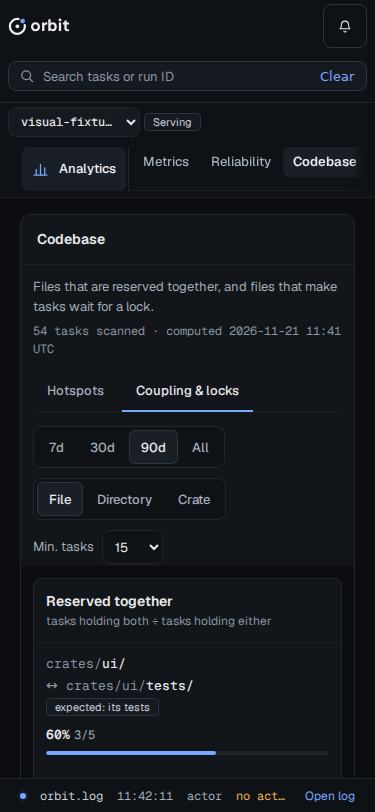 orbit
Search tasks or run ID
Clear
visual-fixtu…
Serving
Analytics
Metrics
Reliability
Codebase
Codebase
Files that are reserved together, and files that make
tasks wait for a lock.
54 tasks scanned · computed 2026-11-21 11:41
UTC
Hotspots
Coupling & locks
7d
30d
90d
All
File
Directory
Crate
Min. tasks
15
Reserved together
tasks holding both ÷ tasks holding either
crates/ui/
↔ crates/ui/tests/
expected: its tests
60% 3/5
orbit.log
11:42:11
actor
no act…
Open log